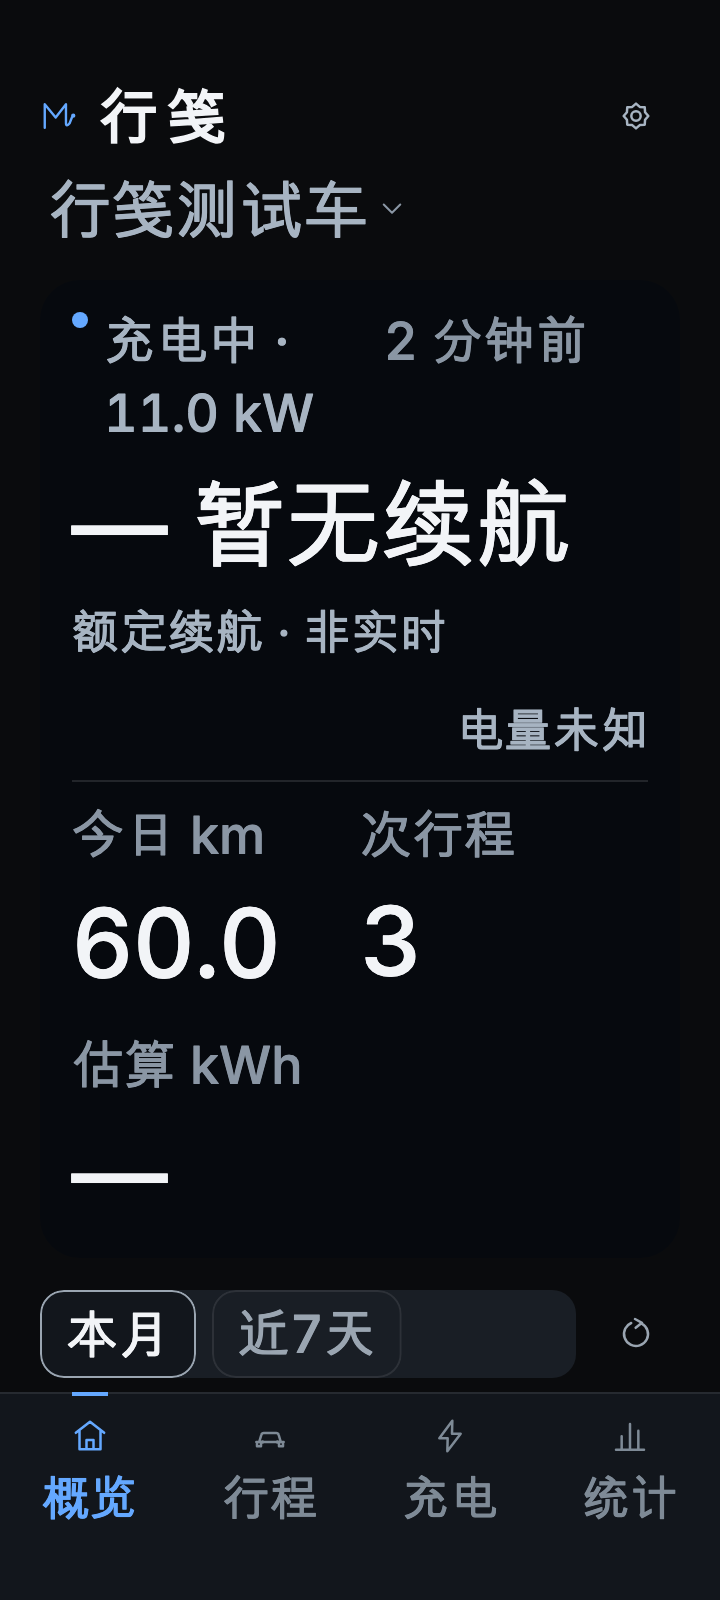 行笺
行笺测试车
充电中 · 2 分钟前
11.0 kW
— 暂无续航
额定续航 · 非实时
电量未知
今日 km 次行程
60.0 3
估算 kWh
—
本月 近7天
概览 行程 充电 统计